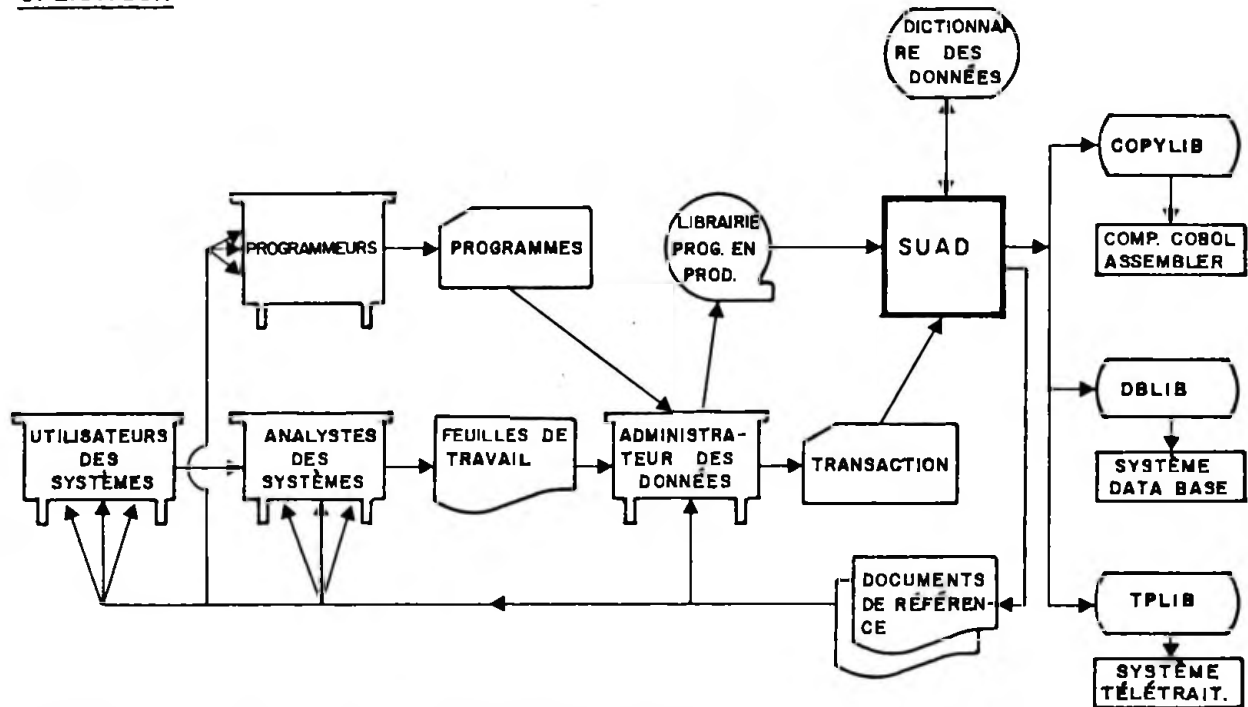 DICTIONNAI
RE DES
DONNÉES
COPYLIB
COMP. COBOL
ASSEMBLER
PROGRAMMEURS
PROGRAMMES
LIBRAIRIE
PROG. EN
PROD.
SUAD
DBLIB
SYSTÈME
DATA BASE
UTILISATEURS
DES
SYSTÈMES
ANALYSTES
DES
SYSTÈMES
FEUILLES DE
TRAVAIL
ADMINISTRA-
TEUR DES
DONNÉES
TRANSACTION
DOCUMENTS
DE RÉFÉREN-
CE
TPLIB
SYSTÈME
TÉLÉTRAIT.